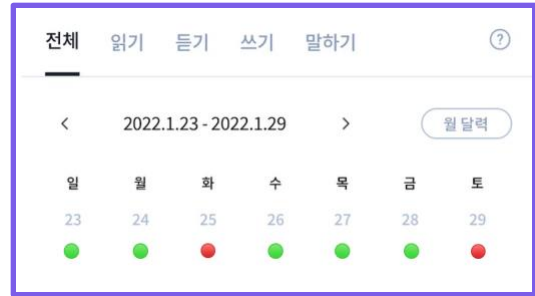 전체 읽기 듣기 쓰기 말하기 ?
< 2022.1.23 - 2022.1.29 > 월 달력
일 월 화 수 목 금 토
23 24 25 26 27 28 29